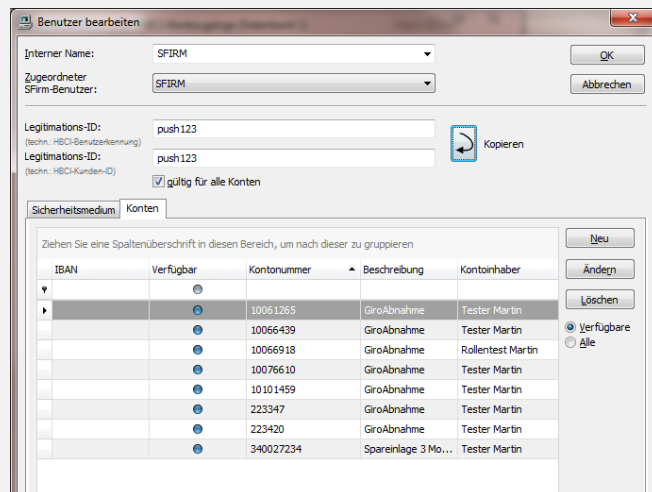 Benutzer bearbeiten
Interner Name: SFIRM OK
Zugeordneter
SFirm-Benutzer: SFIRM Abbrechen
Legitimations-ID: push123
(techn.: HBCI-Benutzerkennung)
Kopieren
Legitimations-ID: push123
(techn.: HBCI-Kunden-ID)
gültig für alle Konten
Sicherheitsmedium Konten
Ziehen Sie eine Spaltenüberschrift in diesen Bereich, um nach dieser zu gruppieren
Neu
IBAN Verfügbar Kontonummer Beschreibung Kontoinhaber
Ändern
Löschen
10061265 GiroAbnahme Tester Martin
10066439 GiroAbnahme Tester Martin
Verfügbare
10066918 GiroAbnahme Rollentest Martin
Alle
10076610 GiroAbnahme Tester Martin
10101459 GiroAbnahme Tester Martin
223347 GiroAbnahme Tester Martin
223420 GiroAbnahme Tester Martin
340027234 Spareinlage 3 Mo... Tester Martin